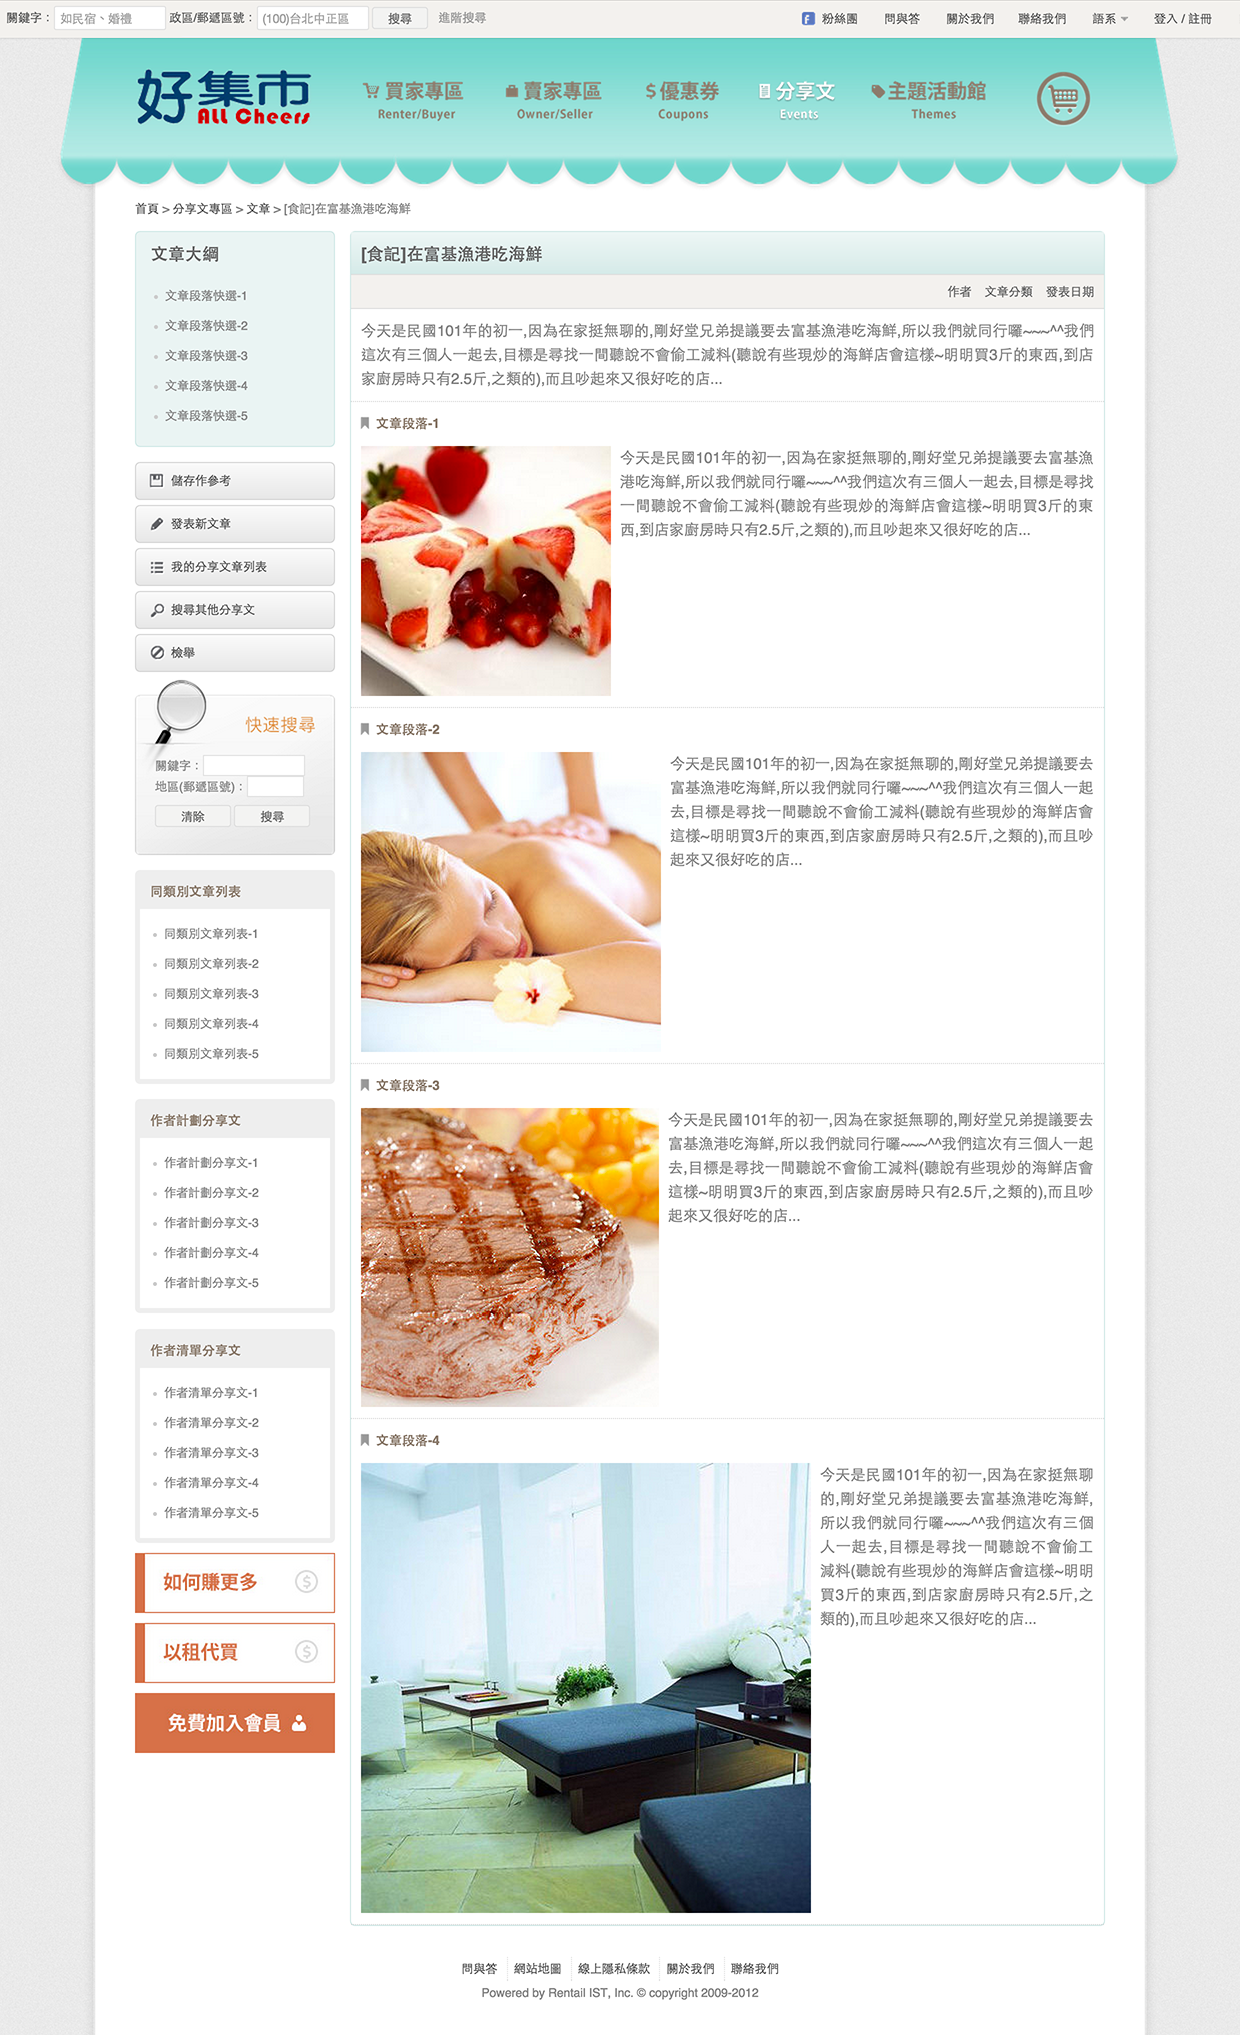 關鍵字： 如民宿、婚禮 政區/郵遞區號： (100)台北中正區 搜尋 進階搜尋 粉絲團 問與答 關於我們 聯絡我們 語系 登入 / 註冊
好集市
All Cheers
買家專區 賣家專區 優惠券 分享文 主題活動館
Renter/Buyer Owner/Seller Coupons Events Themes
首頁 > 分享文專區 > 文章 > [食記]在富基漁港吃海鮮
文章大綱
文章段落快選-1
文章段落快選-2
文章段落快選-3
文章段落快選-4
文章段落快選-5
儲存作參考
發表新文章
我的分享文章列表
搜尋其他分享文
檢舉
快速搜尋
關鍵字：
地區(郵遞區號)：
清除 搜尋
同類別文章列表
同類別文章列表-1
同類別文章列表-2
同類別文章列表-3
同類別文章列表-4
同類別文章列表-5
作者計劃分享文
作者計劃分享文-1
作者計劃分享文-2
作者計劃分享文-3
作者計劃分享文-4
作者計劃分享文-5
作者清單分享文
作者清單分享文-1
作者清單分享文-2
作者清單分享文-3
作者清單分享文-4
作者清單分享文-5
如何賺更多
以租代買
免費加入會員
[食記]在富基漁港吃海鮮
作者 文章分類 發表日期
今天是民國101年的初一,因為在家挺無聊的,剛好堂兄弟提議要去富基漁港吃海鮮,所以我們就同行囉~~~^^我們
這次有三個人一起去,目標是尋找一間聽說不會偷工減料(聽說有些現炒的海鮮店會這樣~明明買3斤的東西,到店
家廚房時只有2.5斤,之類的),而且吵起來又很好吃的店...
文章段落-1
今天是民國101年的初一,因為在家挺無聊的,剛好堂兄弟提議要去富基漁
港吃海鮮,所以我們就同行囉~~~^^我們這次有三個人一起去,目標是尋找
一間聽說不會偷工減料(聽說有些現炒的海鮮店會這樣~明明買3斤的東
西,到店家廚房時只有2.5斤,之類的),而且吵起來又很好吃的店...
文章段落-2
今天是民國101年的初一,因為在家挺無聊的,剛好堂兄弟提議要去
富基漁港吃海鮮,所以我們就同行囉~~~^^我們這次有三個人一起
去,目標是尋找一間聽說不會偷工減料(聽說有些現炒的海鮮店會
這樣~明明買3斤的東西,到店家廚房時只有2.5斤,之類的),而且吵
起來又很好吃的店...
文章段落-3
今天是民國101年的初一,因為在家挺無聊的,剛好堂兄弟提議要去
富基漁港吃海鮮,所以我們就同行囉~~~^^我們這次有三個人一起
去,目標是尋找一間聽說不會偷工減料(聽說有些現炒的海鮮店會
這樣~明明買3斤的東西,到店家廚房時只有2.5斤,之類的),而且吵
起來又很好吃的店...
文章段落-4
今天是民國101年的初一,因為在家挺無聊
的,剛好堂兄弟提議要去富基漁港吃海鮮,
所以我們就同行囉~~~^^我們這次有三個
人一起去,目標是尋找一間聽說不會偷工
減料(聽說有些現炒的海鮮店會這樣~明明
買3斤的東西,到店家廚房時只有2.5斤,之
類的),而且吵起來又很好吃的店...
問與答 網站地圖 線上隱私條款 關於我們 聯絡我們
Powered by Rentail IST, Inc. © copyright 2009-2012